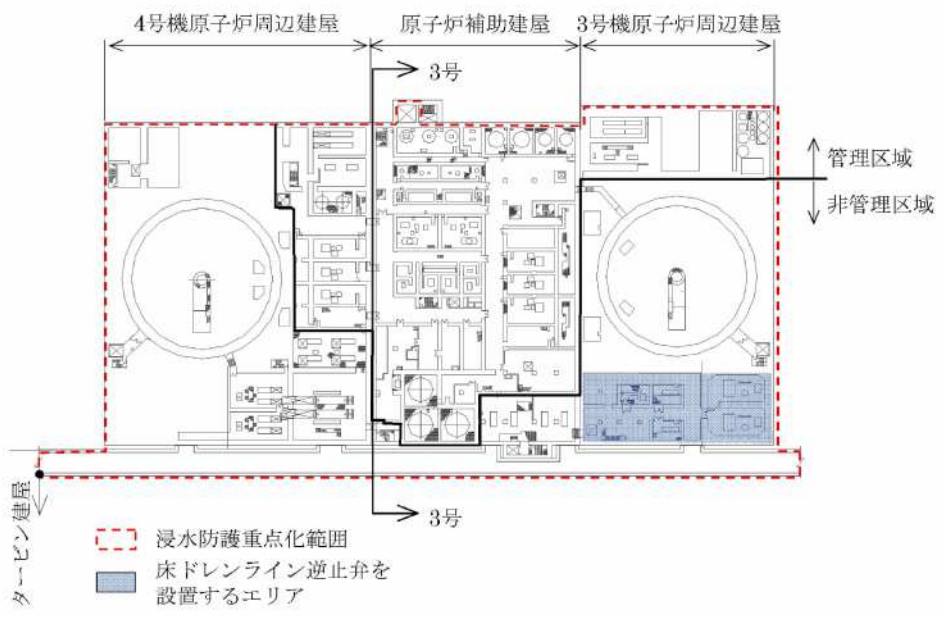 4号機原子炉周辺建屋
原子炉補助建屋
3号機原子炉周辺建屋
3号
管理区域
非管理区域
3号
タービン建屋
浸水防護重点化範囲
床ドレンライン逆止弁を
設置するエリア